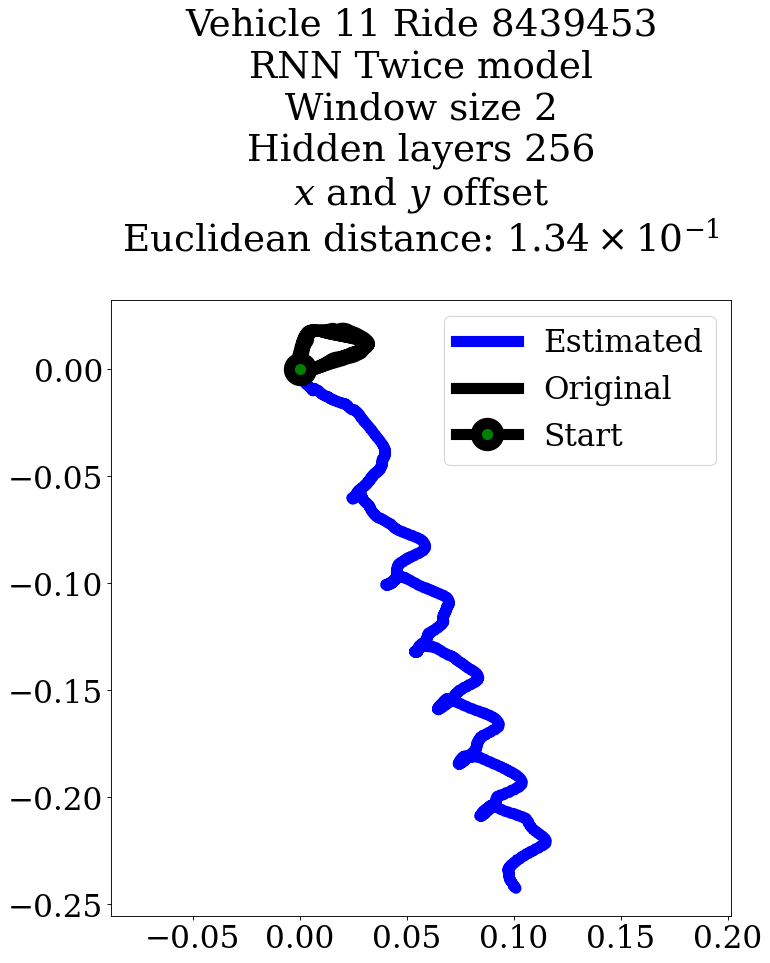 Vehicle 11 Ride 8439453
RNN Twice model
Window size 2
Hidden layers 256
x and y offset
Euclidean distance: 1.34 × 10⁻¹
Estimated
Original
Start
0.00
−0.05
−0.10
−0.15
−0.20
−0.25
−0.05 0.00 0.05 0.10 0.15 0.20